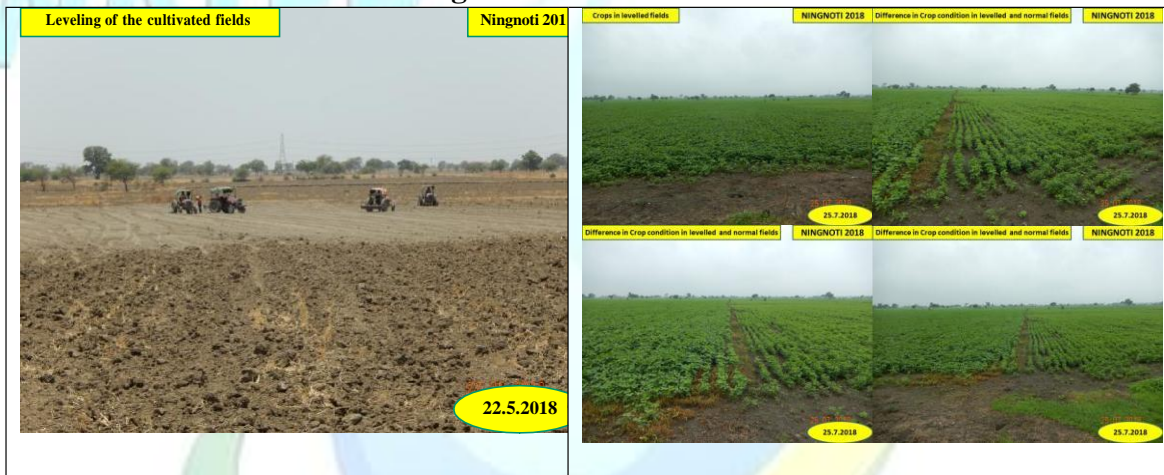 Leveling of the cultivated fields
Ningnoti 201
22.5.2018
Crops in levelled fields
NINGNOTI 2018
25.7.2018
Difference in Crop condition in levelled and normal fields
NINGNOTI 2018
25.7.2018
Difference in Crop condition in levelled and normal fields
NINGNOTI 2018
25.7.2018
Difference in Crop condition in levelled and normal fields
NINGNOTI 2018
25.7.2018